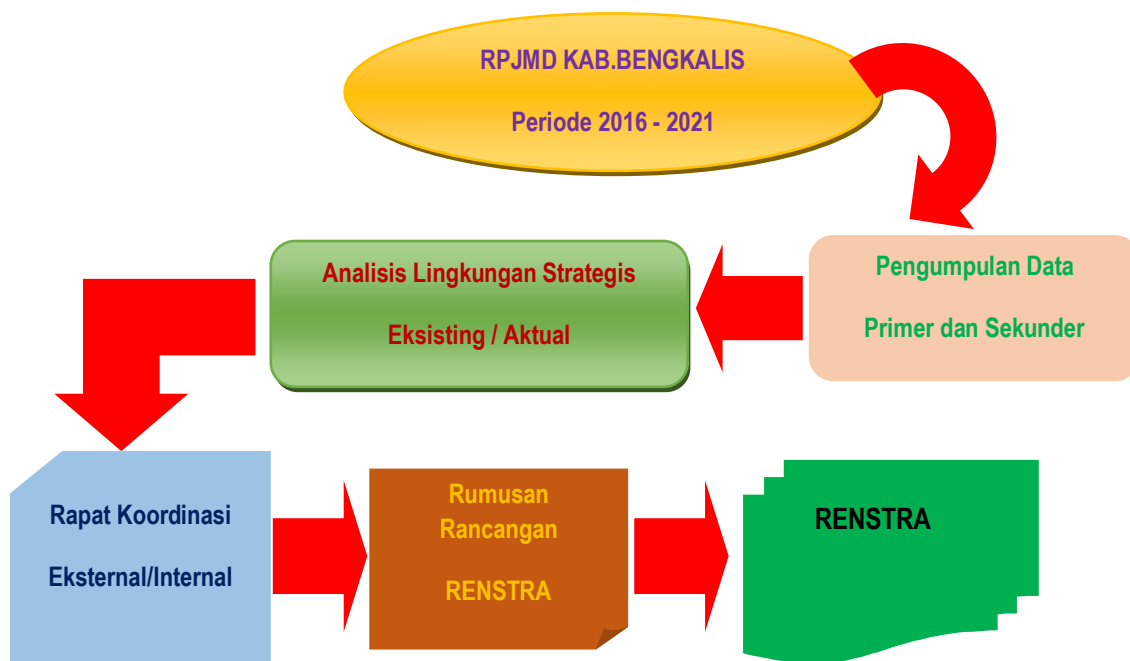 RPJMD KAB.BENGKALIS
Periode 2016 - 2021
Pengumpulan Data
Primer dan Sekunder
Analisis Lingkungan Strategis
Eksisting / Aktual
Rapat Koordinasi
Eksternal/Internal
Rumusan
Rancangan
RENSTRA
RENSTRA